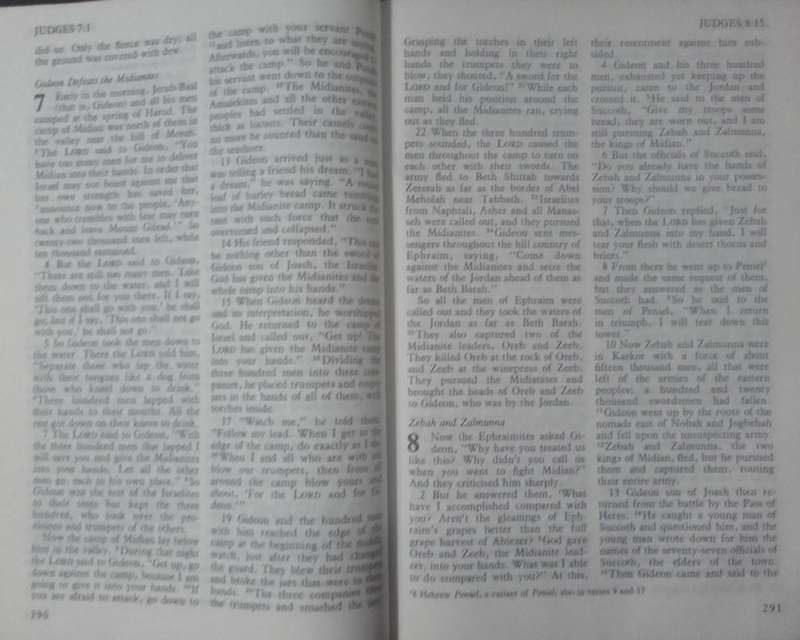 JUDGES 7:1
did so. Only the fleece was dry; all
the ground was covered with dew.
Gideon Defeats the Midianites
7 Early in the morning, Jerub-Baal
(that is, Gideon) and all his men
camped at the spring of Harod. The
camp of Midian was north of them in
the valley near the hill of Moreh.
²The LORD said to Gideon, "You
have too many men for me to deliver
Midian into their hands. In order that
Israel may not boast against me that
her own strength has saved her,
³announce now to the people, 'Any-
one who trembles with fear may turn
back and leave Mount Gilead.'" So
twenty-two thousand men left, while
ten thousand remained.
4 But the LORD said to Gideon,
"There are still too many men. Take
them down to the water, and I will
sift them out for you there. If I say,
'This one shall go with you,' he shall
go; but if I say, 'This one shall not go
with you,' he shall not go."
5 So Gideon took the men down to
the water. There the LORD told him,
"Separate those who lap the water
with their tongues like a dog from
those who kneel down to drink."
⁶Three hundred men lapped with
their hands to their mouths. All the
rest got down on their knees to drink.
7 The LORD said to Gideon, "With
the three hundred men that lapped I
will save you and give the Midianites
into your hands. Let all the other
men go, each to his own place." ⁸So
Gideon sent the rest of the Israelites
to their tents but kept the three
hundred, who took over the pro-
visions and trumpets of the others.
Now the camp of Midian lay below
him in the valley. ⁹During that night
the LORD said to Gideon, "Get up, go
down against the camp, because I am
going to give it into your hands. ¹⁰If
you are afraid to attack, go down to
290
the camp with your servant
¹¹and listen to what they are
Afterwards, you will be encouraged
attack the camp." So he and
his servant went down to the
of the camp. ¹²The Midianites,
Amalekites and all the other
peoples had settled in the valley,
thick as locusts. Their camels could
no more be counted than the sand
the seashore.
13 Gideon arrived just as a man
was telling a friend his dream. "I had
a dream," he was saying. "A round
loaf of barley bread came tumbling
into the Midianite camp. It struck
tent with such force that the tent
overturned and collapsed."
14 His friend responded, "This can
be nothing other than the sword of
Gideon son of Joash, the Israelite.
God has given the Midianites and the
whole camp into his hands."
15 When Gideon heard the dream
and its interpretation, he worshipped
God. He returned to the camp of
Israel and called out, "Get up! The
LORD has given the Midianite camp
into your hands." ¹⁶Dividing the
three hundred men into three com-
panies, he placed trumpets and empty
jars in the hands of all of them, with
torches inside.
17 "Watch me," he told them.
"Follow my lead. When I get to the
edge of the camp, do exactly as I do.
¹⁸When I and all who are with me
blow our trumpets, then from all
around the camp blow yours and
shout, 'For the LORD and for Gi-
deon.'"
19 Gideon and the hundred men
with him reached the edge of the
camp at the beginning of the middle
watch, just after they had changed
the guard. They blew their trumpets
and broke the jars that were in their
hands. ²⁰The three companies blew
the trumpets and smashed the jars.
JUDGES 8:15
Grasping the torches in their left
hands and holding in their right
hands the trumpets they were to
blow, they shouted, "A sword for the
LORD and for Gideon!" ²¹While each
man held his position around the
camp, all the Midianites ran, crying
out as they fled.
22 When the three hundred trum-
pets sounded, the LORD caused the
men throughout the camp to turn on
each other with their swords. The
army fled to Beth Shittah towards
Zererah as far as the border of Abel
Meholah near Tabbath. ²³Israelites
from Naphtali, Asher and all Manas-
seh were called out, and they pursued
the Midianites. ²⁴Gideon sent mes-
sengers throughout the hill country of
Ephraim, saying, "Come down
against the Midianites and seize the
waters of the Jordan ahead of them as
far as Beth Barah."
So all the men of Ephraim were
called out and they took the waters of
the Jordan as far as Beth Barah.
²⁵They also captured two of the
Midianite leaders, Oreb and Zeeb.
They killed Oreb at the rock of Oreb,
and Zeeb at the winepress of Zeeb.
They pursued the Midianites and
brought the heads of Oreb and Zeeb
to Gideon, who was by the Jordan.
Zebah and Zalmunna
8 Now the Ephraimites asked Gi-
deon, "Why have you treated us
like this? Why didn't you call us
when you went to fight Midian?"
And they criticised him sharply.
2 But he answered them, "What
have I accomplished compared with
you? Aren't the gleanings of Eph-
raim's grapes better than the full
grape harvest of Abiezer? ³God gave
Oreb and Zeeb, the Midianite lead-
ers, into your hands. What was I able
to do compared with you?" At this,
their resentment against him sub-
sided.
4 Gideon and his three hundred
men, exhausted yet keeping up the
pursuit, came to the Jordan and
crossed it. ⁵He said to the men of
Succoth, "Give my troops some
bread; they are worn out, and I am
still pursuing Zebah and Zalmunna,
the kings of Midian."
6 But the officials of Succoth said,
"Do you already have the hands of
Zebah and Zalmunna in your posses-
sion? Why should we give bread to
your troops?"
7 Then Gideon replied, "Just for
that, when the LORD has given Zebah
and Zalmunna into my hand, I will
tear your flesh with desert thorns and
briers."
8 From there he went up to Peniel
and made the same request of them,
but they answered as the men of
Succoth had. ⁹So he said to the
men of Peniel, "When I return
in triumph, I will tear down this
tower."
10 Now Zebah and Zalmunna were
in Karkor with a force of about
fifteen thousand men, all that were
left of the armies of the eastern
peoples; a hundred and twenty
thousand swordsmen had fallen.
¹¹Gideon went up by the route of the
nomads east of Nobah and Jogbehah
and fell upon the unsuspecting army.
¹²Zebah and Zalmunna, the two
kings of Midian, fled, but he pursued
them and captured them, routing
their entire army.
13 Gideon son of Joash then re-
turned from the battle by the Pass of
Heres. ¹⁴He caught a young man of
Succoth and questioned him, and the
young man wrote down for him the
names of the seventy-seven officials of
Succoth, the elders of the town.
¹⁵Then Gideon came and said to the
8 Hebrew Penuel, a variant of Peniel; also in verses 9 and 17
291